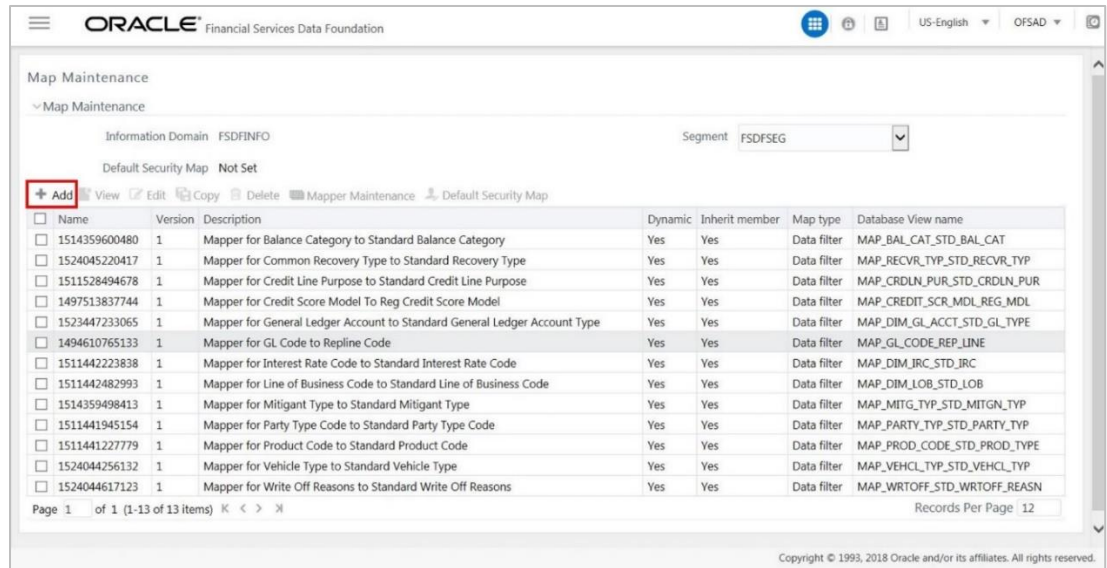 ORACLE® Financial Services Data Foundation US-English OFSAD
Map Maintenance
Map Maintenance
Information Domain FSDFINFO Segment FSDFSEG
Default Security Map Not Set
Add View Edit Copy Delete Mapper Maintenance Default Security Map
Name Version Description Dynamic Inherit member Map type Database View name
1514359600480 1 Mapper for Balance Category to Standard Balance Category Yes Yes Data filter MAP_BAL_CAT_STD_BAL_CAT
1524045220417 1 Mapper for Common Recovery Type to Standard Recovery Type Yes Yes Data filter MAP_RECVR_TYP_STD_RECVR_TYP
1511528494678 1 Mapper for Credit Line Purpose to Standard Credit Line Purpose Yes Yes Data filter MAP_CRDLN_PUR_STD_CRDLN_PUR
1497513837744 1 Mapper for Credit Score Model To Reg Credit Score Model Yes Yes Data filter MAP_CREDIT_SCR_MDL_REG_MDL
1523447233065 1 Mapper for General Ledger Account to Standard General Ledger Account Type Yes Yes Data filter MAP_DIM_GL_ACCT_STD_GL_TYPE
1494610765133 1 Mapper for GL Code to Repline Code Yes Yes Data filter MAP_GL_CODE_REP_LINE
1511442223838 1 Mapper for Interest Rate Code to Standard Interest Rate Code Yes Yes Data filter MAP_DIM_IRC_STD_IRC
1511442482993 1 Mapper for Line of Business Code to Standard Line of Business Code Yes Yes Data filter MAP_DIM_LOB_STD_LOB
1514359498413 1 Mapper for Mitigant Type to Standard Mitigant Type Yes Yes Data filter MAP_MITG_TYP_STD_MITGN_TYP
1511441945154 1 Mapper for Party Type Code to Standard Party Type Code Yes Yes Data filter MAP_PARTY_TYP_STD_PARTY_TYP
1511441227779 1 Mapper for Product Code to Standard Product Code Yes Yes Data filter MAP_PROD_CODE_STD_PROD_TYPE
1524044256132 1 Mapper for Vehicle Type to Standard Vehicle Type Yes Yes Data filter MAP_VEHCL_TYP_STD_VEHCL_TYP
1524044617123 1 Mapper for Write Off Reasons to Standard Write Off Reasons Yes Yes Data filter MAP_WRTOFF_STD_WRTOFF_REASN
Page 1 of 1 (1-13 of 13 items) Records Per Page 12
Copyright © 1993, 2018 Oracle and/or its affiliates. All rights reserved.